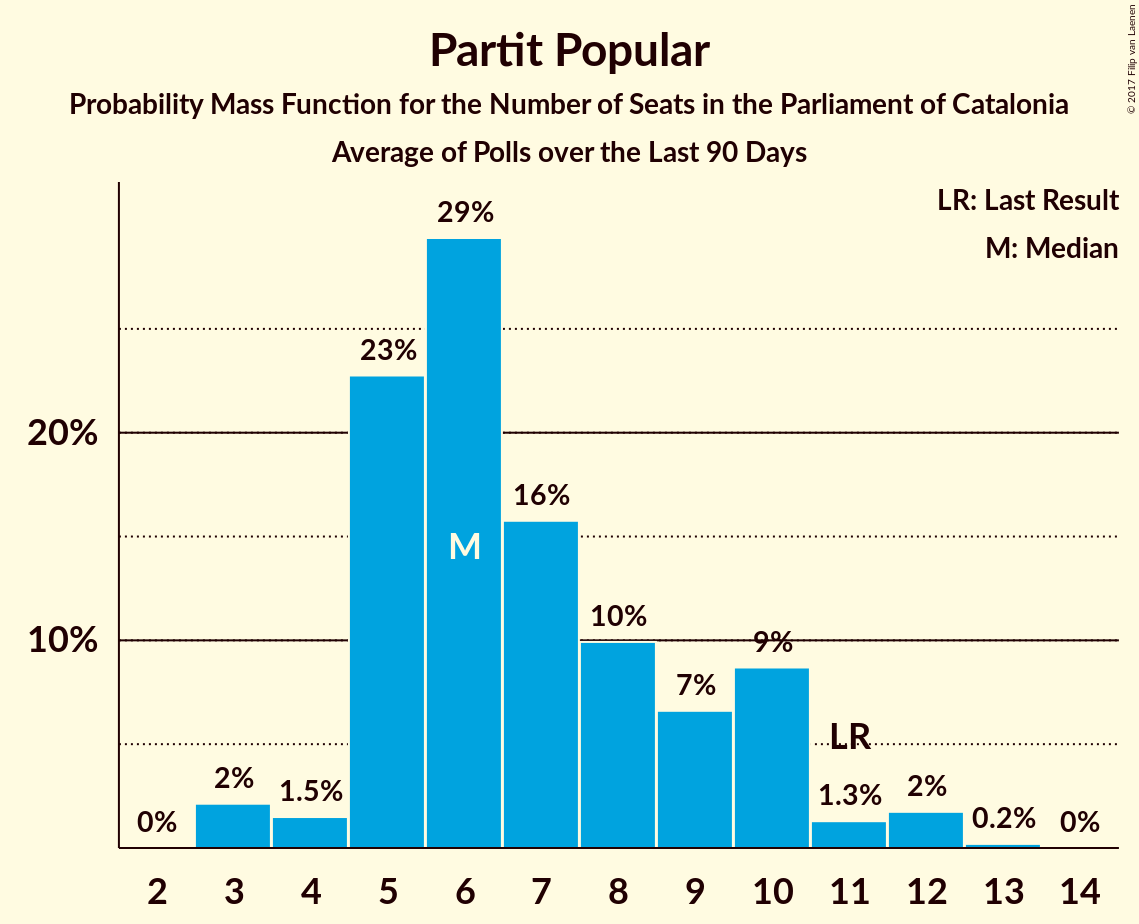 Partit Popular
Probability Mass Function for the Number of Seats in the Parliament of Catalonia
Average of Polls over the Last 90 Days
© 2017 Filip van Laenen
LR: Last Result
M: Median
29%
23%
20%
16%
M
10%
10%
9%
7%
LR
2%
1.5%
1.3%
2%
0%
0.2%
0%
2 3 4 5 6 7 8 9 10 11 12 13 14